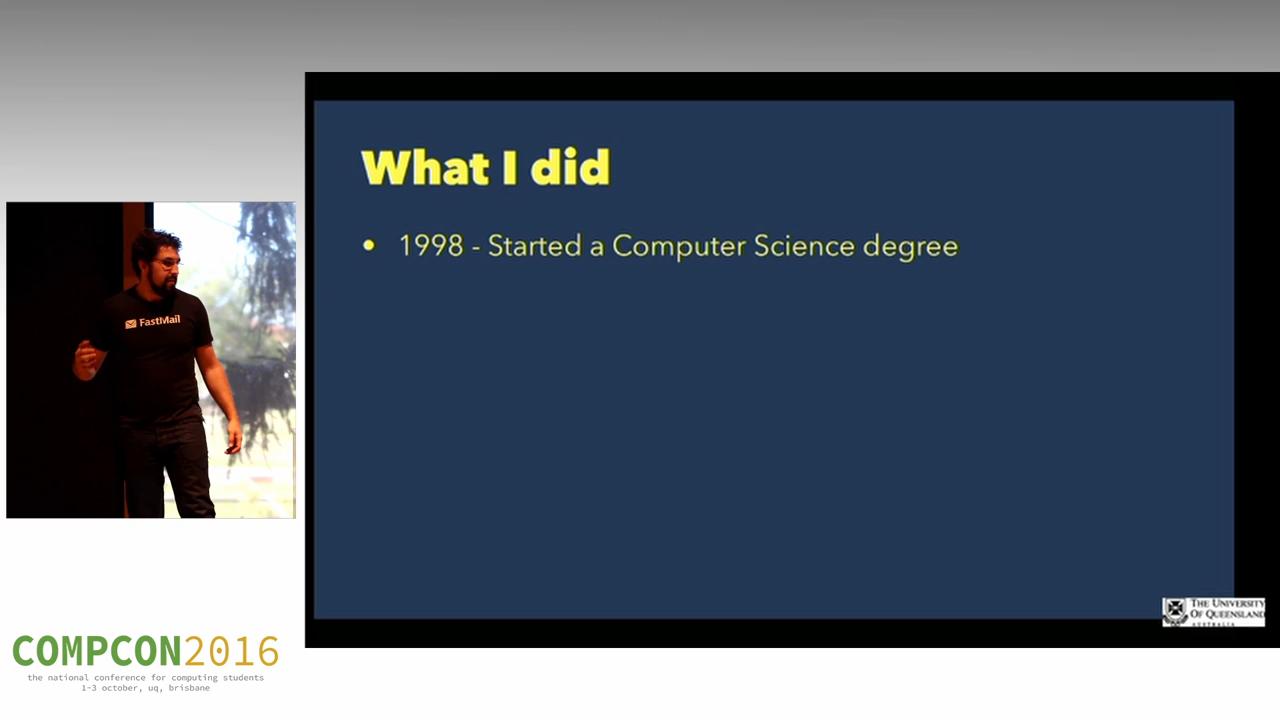 What I did
• 1998 - Started a Computer Science degree
FastMail
THE UNIVERSITY
OF QUEENSLAND
AUSTRALIA
COMPCON2016
the national conference for computing students
1-3 october, uq, brisbane